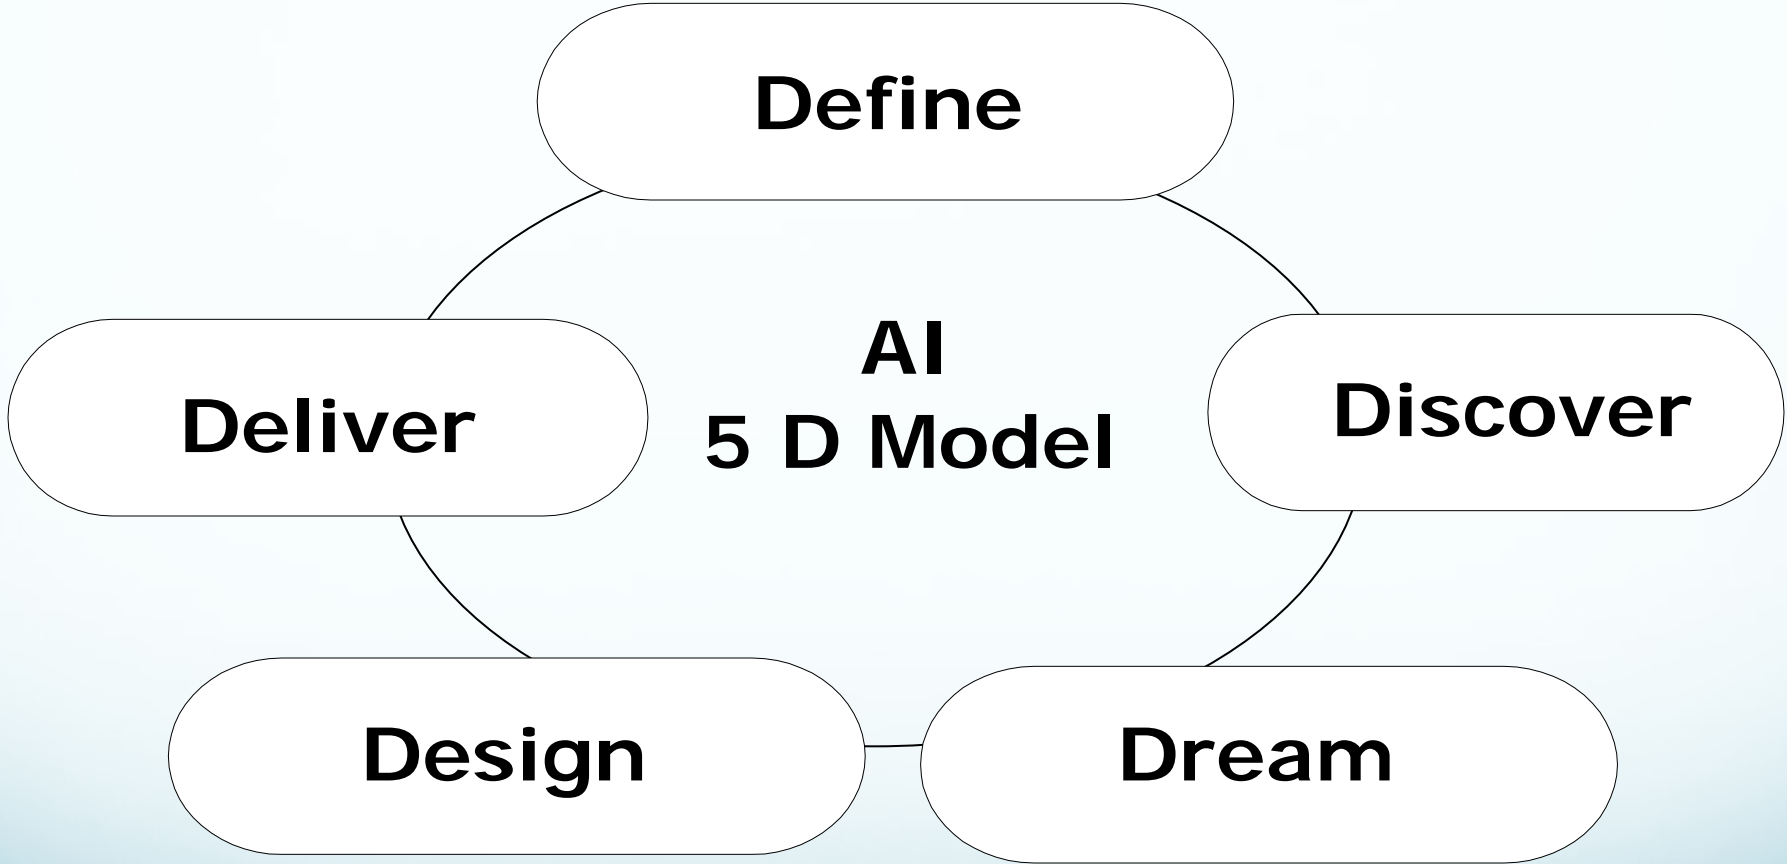 Define
AI
5 D Model
Discover
Deliver
Design
Dream